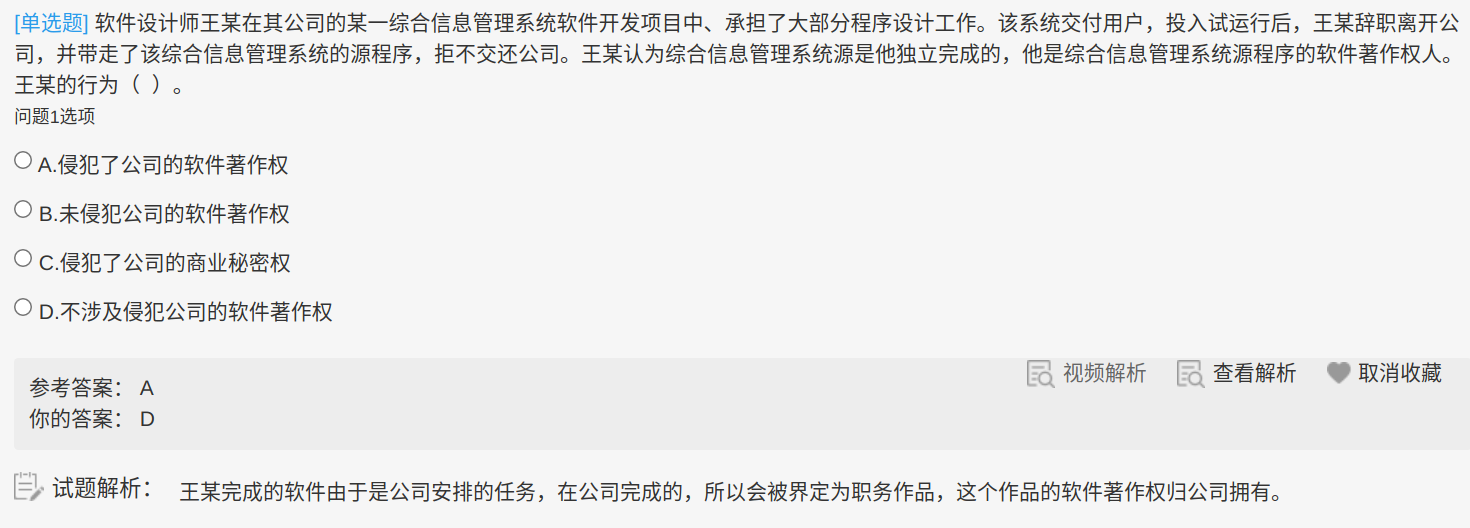 [单选题] 软件设计师王某在其公司的某一综合信息管理系统软件开发项目中、承担了大部分程序设计工作。该系统交付用户，投入试运行后，王某辞职离开公
司，并带走了该综合信息管理系统的源程序，拒不交还公司。王某认为综合信息管理系统源是他独立完成的，他是综合信息管理系统源程序的软件著作权人。
王某的行为（ ）。
问题1选项
A.侵犯了公司的软件著作权
B.未侵犯公司的软件著作权
C.侵犯了公司的商业秘密权
D.不涉及侵犯公司的软件著作权
视频解析 查看解析 取消收藏
参考答案： A
你的答案： D
试题解析： 王某完成的软件由于是公司安排的任务，在公司完成的，所以会被界定为职务作品，这个作品的软件著作权归公司拥有。